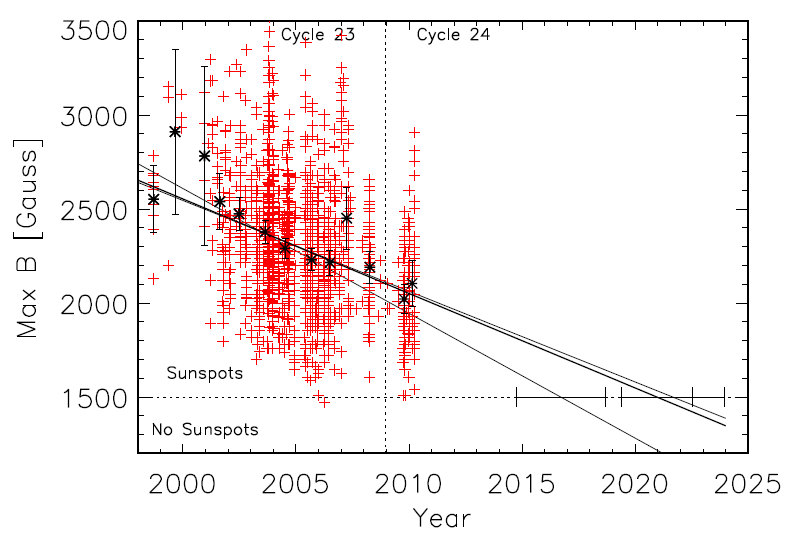 3500
Cycle 23
Cycle 24
3000
2500
2000
1500
Max B [Gauss]
Sunspots
No Sunspots
2000
2005
2010
2015
2020
2025
Year